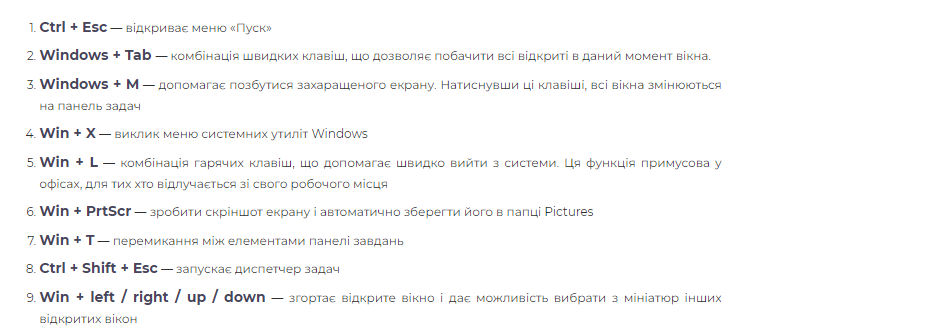 1. Ctrl + Esc — відкриває меню «Пуск»
2. Windows + Tab — комбінація швидких клавіш, що дозволяє побачити всі відкриті в даний момент вікна.
3. Windows + M — допомагає позбутися захаращеного екрану. Натиснувши ці клавіші, всі вікна змінюються
на панель задач
4. Win + X — виклик меню системних утиліт Windows
5. Win + L — комбінація гарячих клавіш, що допомагає швидко вийти з системи. Ця функція примусова у
офісах, для тих хто відлучається зі свого робочого місця
6. Win + PrtScr — зробити скріншот екрану і автоматично зберегти його в папці Pictures
7. Win + T — перемикання між елементами панелі завдань
8. Ctrl + Shift + Esc — запускає диспетчер задач
9. Win + left / right / up / down — згортає відкрите вікно і дає можливість вибрати з мініатюр інших
відкритих вікон